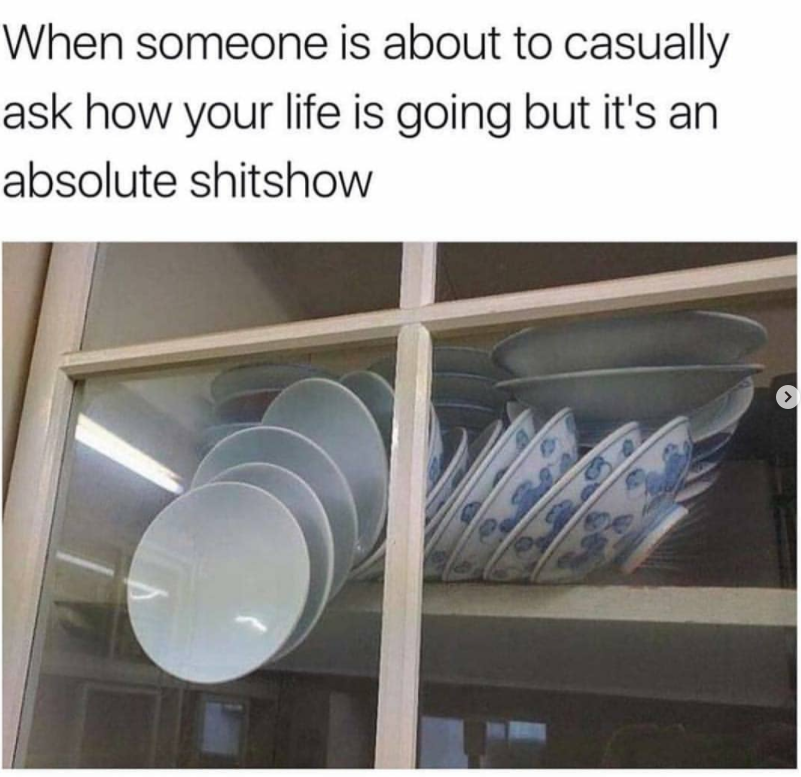 When someone is about to casually
ask how your life is going but it's an
absolute shitshow